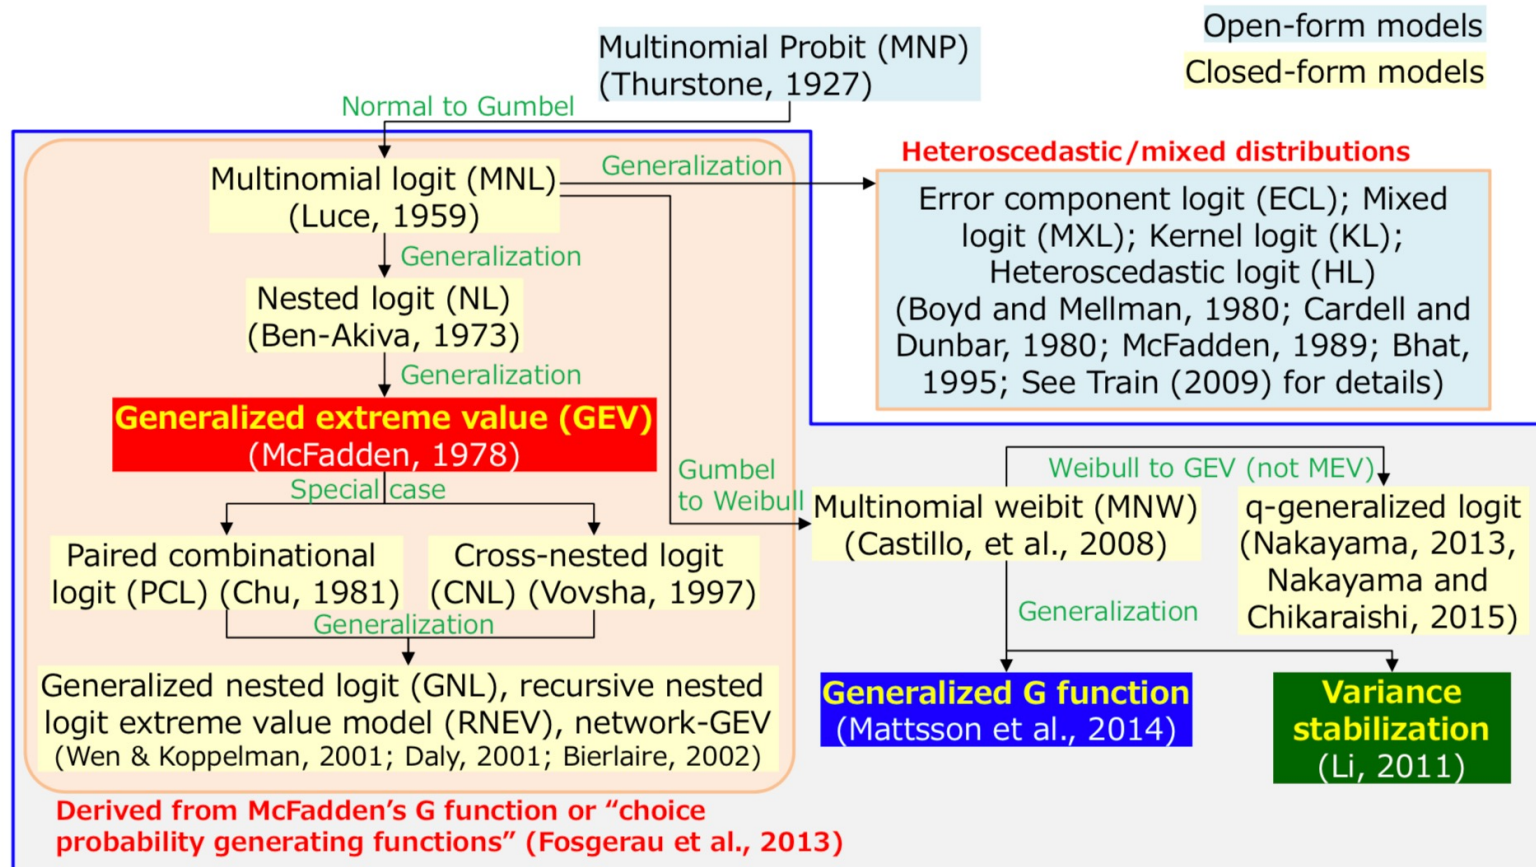 Open-form models
Closed-form models
Multinomial Probit (MNP)
(Thurstone, 1927)
Normal to Gumbel
Multinomial logit (MNL)
(Luce, 1959)
Generalization
Heteroscedastic/mixed distributions
Error component logit (ECL); Mixed
logit (MXL); Kernel logit (KL);
Heteroscedastic logit (HL)
(Boyd and Mellman, 1980; Cardell and
Dunbar, 1980; McFadden, 1989; Bhat,
1995; See Train (2009) for details)
Generalization
Nested logit (NL)
(Ben-Akiva, 1973)
Generalization
Generalized extreme value (GEV)
(McFadden, 1978)
Special case
Paired combinational
logit (PCL) (Chu, 1981)
Cross-nested logit
(CNL) (Vovsha, 1997)
Generalization
Generalized nested logit (GNL), recursive nested
logit extreme value model (RNEV), network-GEV
(Wen & Koppelman, 2001; Daly, 2001; Bierlaire, 2002)
Derived from McFadden's G function or “choice
probability generating functions” (Fosgerau et al., 2013)
Gumbel
to Weibull
Multinomial weibit (MNW)
(Castillo, et al., 2008)
Weibull to GEV (not MEV)
q-generalized logit
(Nakayama, 2013,
Nakayama and
Chikaraishi, 2015)
Generalization
Generalized G function
(Mattsson et al., 2014)
Variance
stabilization
(Li, 2011)